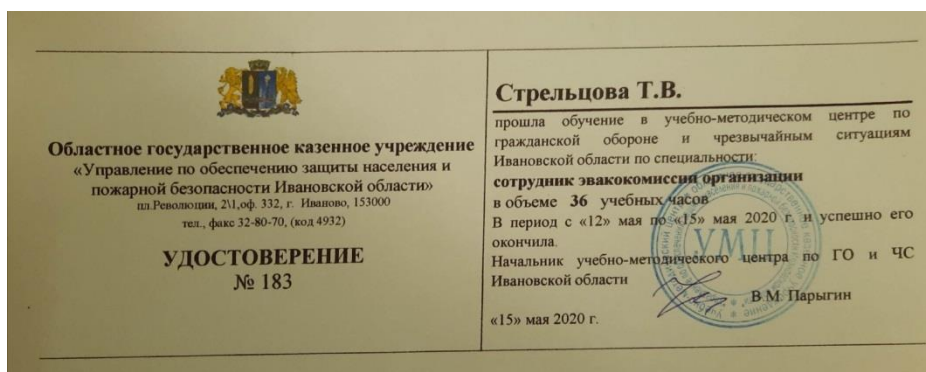 Областное государственное казенное учреждение
«Управление по обеспечению защиты населения и
пожарной безопасности Ивановской области»
пл.Революции, 2\1,оф. 332, г. Иваново, 153000
тел., факс 32-80-70, (код 4932)
УДОСТОВЕРЕНИЕ
№ 183
Стрельцова Т.В.
прошла обучение в учебно-методическом центре по
гражданской обороне и чрезвычайным ситуациям
Ивановской области по специальности:
сотрудник эвакокомиссии организации
в объеме 36 учебных часов
В период с «12» мая по «15» мая 2020 г. и успешно его
окончила.
Начальник учебно-методического центра по ГО и ЧС
Ивановской области
В.М. Парыгин
«15» мая 2020 г.
УМЦ